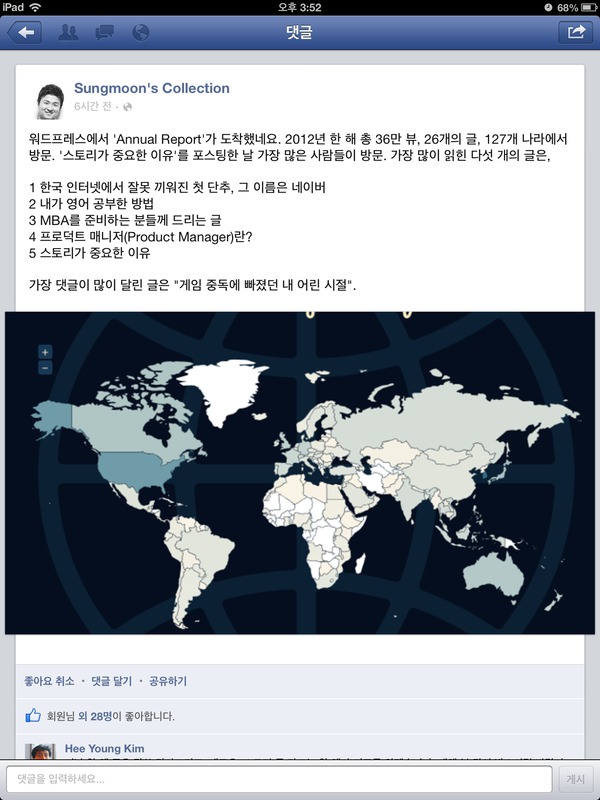 iPad 오후 3:52 68%
댓글
Sungmoon's Collection
6시간 전 ·
워드프레스에서 'Annual Report'가 도착했네요. 2012년 한 해 총 36만 뷰, 26개의 글, 127개 나라에서
방문. '스토리가 중요한 이유'를 포스팅한 날 가장 많은 사람들이 방문. 가장 많이 읽힌 다섯 개의 글은,
1 한국 인터넷에서 잘못 끼워진 첫 단추, 그 이름은 네이버
2 내가 영어 공부한 방법
3 MBA를 준비하는 분들께 드리는 글
4 프로덕트 매니저(Product Manager)란?
5 스토리가 중요한 이유
가장 댓글이 많이 달린 글은 "게임 중독에 빠졌던 내 어린 시절".
+
−
좋아요 취소 · 댓글 달기 · 공유하기
회원님 외 28명이 좋아합니다.
Hee Young Kim
댓글을 입력하세요... 게시